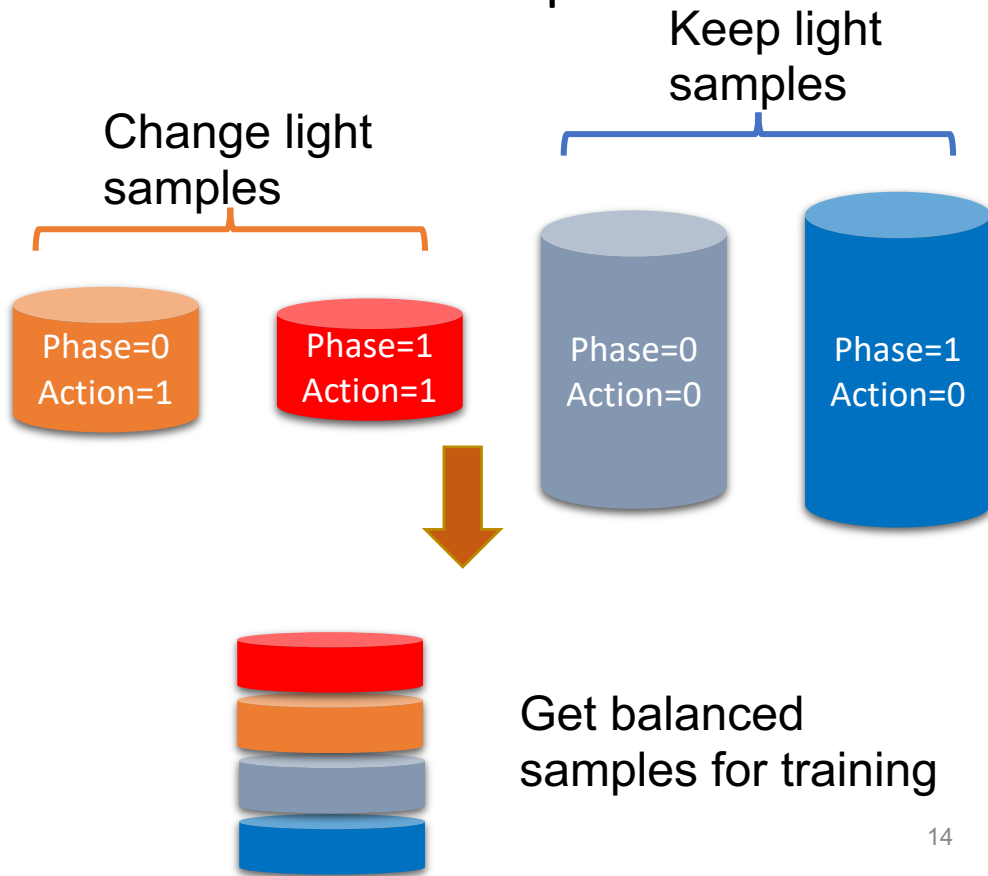 Keep light
samples
Change light
samples
Phase=0
Action=1
Phase=1
Action=1
Phase=0
Action=0
Phase=1
Action=0
Get balanced
samples for training
14